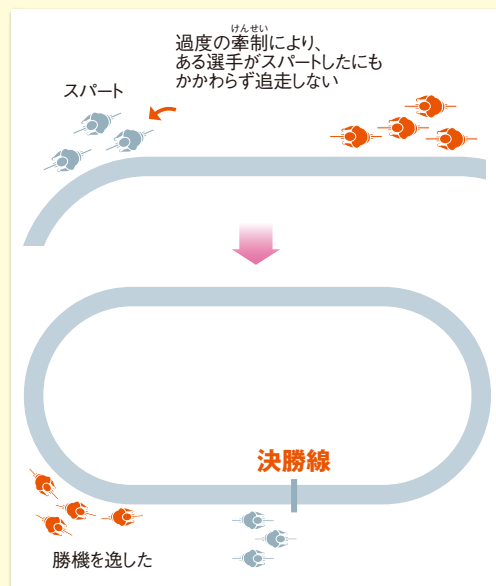 けんせい
過度の牽制により、
ある選手がスパートしたにも
かかわらず追走しない
スパート
決勝線
勝機を逸した